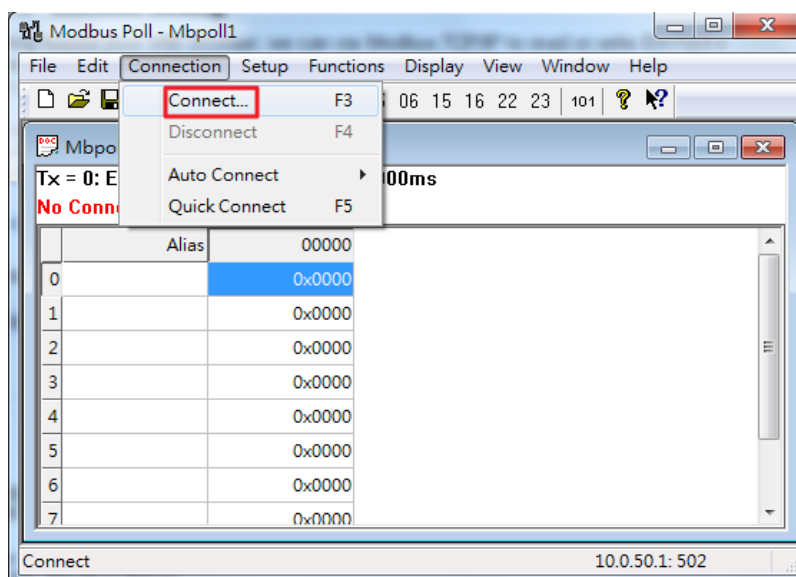 Modbus Poll - Mbpoll1
File Edit Connection Setup Functions Display View Window Help
Connect... F3
06 15 16 22 23 101
Disconnect F4
Auto Connect
Quick Connect F5
Mbpo
Tx = 0: E 00ms
No Conn
Alias 00000
0 0x0000
1 0x0000
2 0x0000
3 0x0000
4 0x0000
5 0x0000
6 0x0000
7 0x0000
Connect 10.0.50.1: 502